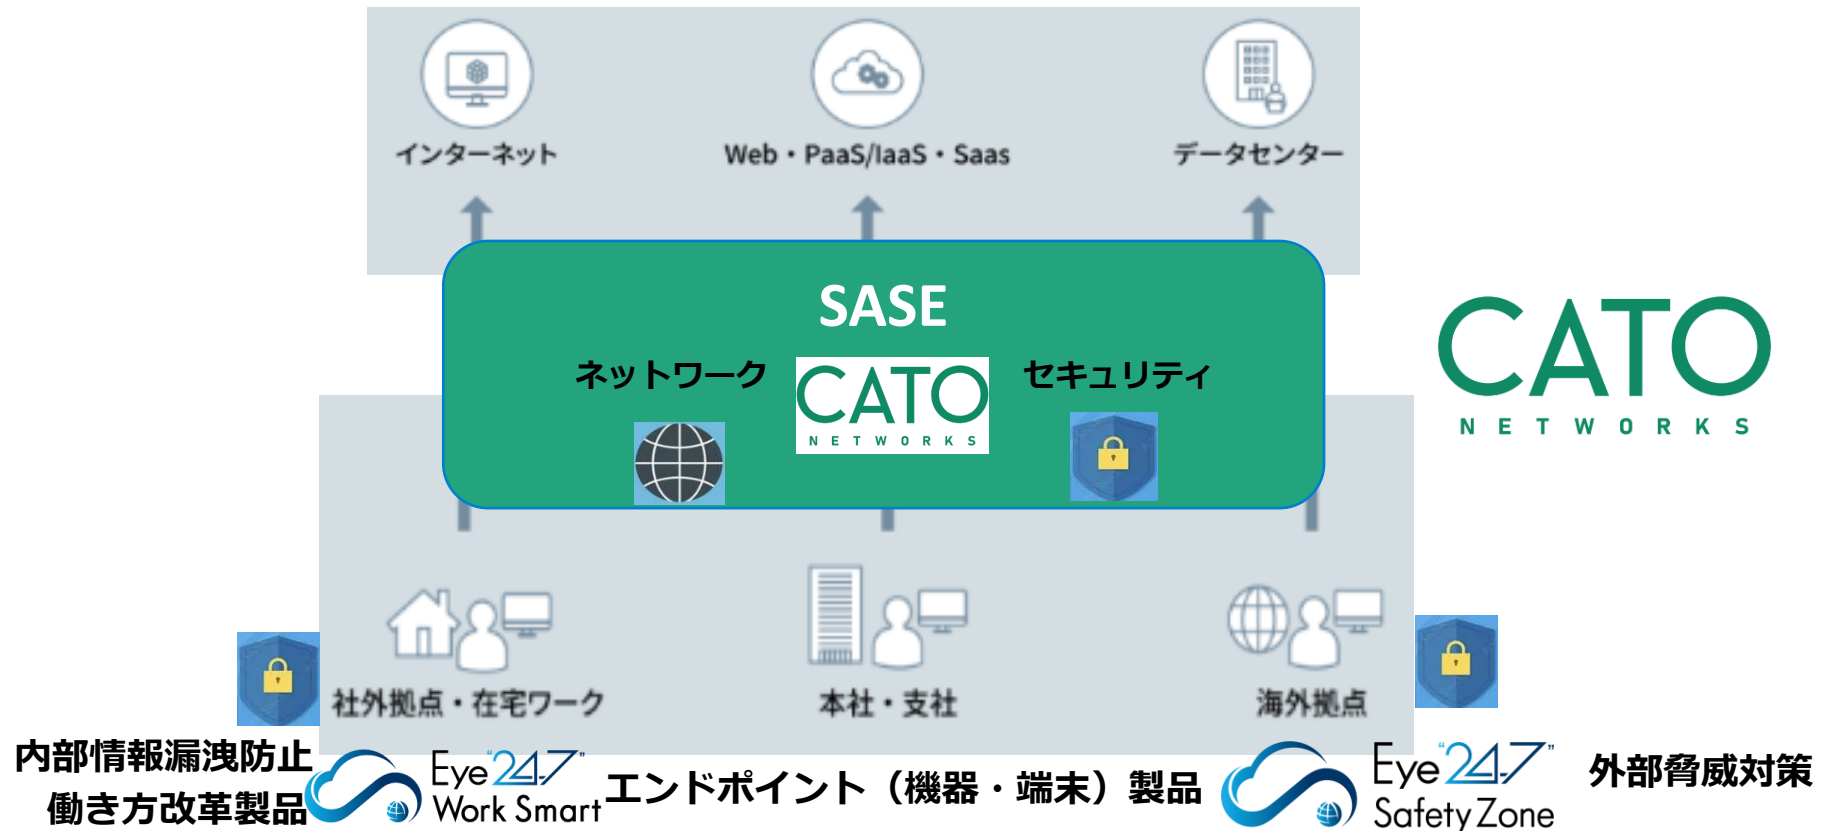 インターネット
Web・PaaS/IaaS・Saas
データセンター
SASE
ネットワーク
CATO
NETWORKS
セキュリティ
CATO
NETWORKS
社外拠点・在宅ワーク
本社・支社
海外拠点
内部情報漏洩防止
働き方改革製品
Eye“24-7”
Work Smart
エンドポイント（機器・端末）製品
Eye“24-7”
Safety Zone
外部脅威対策